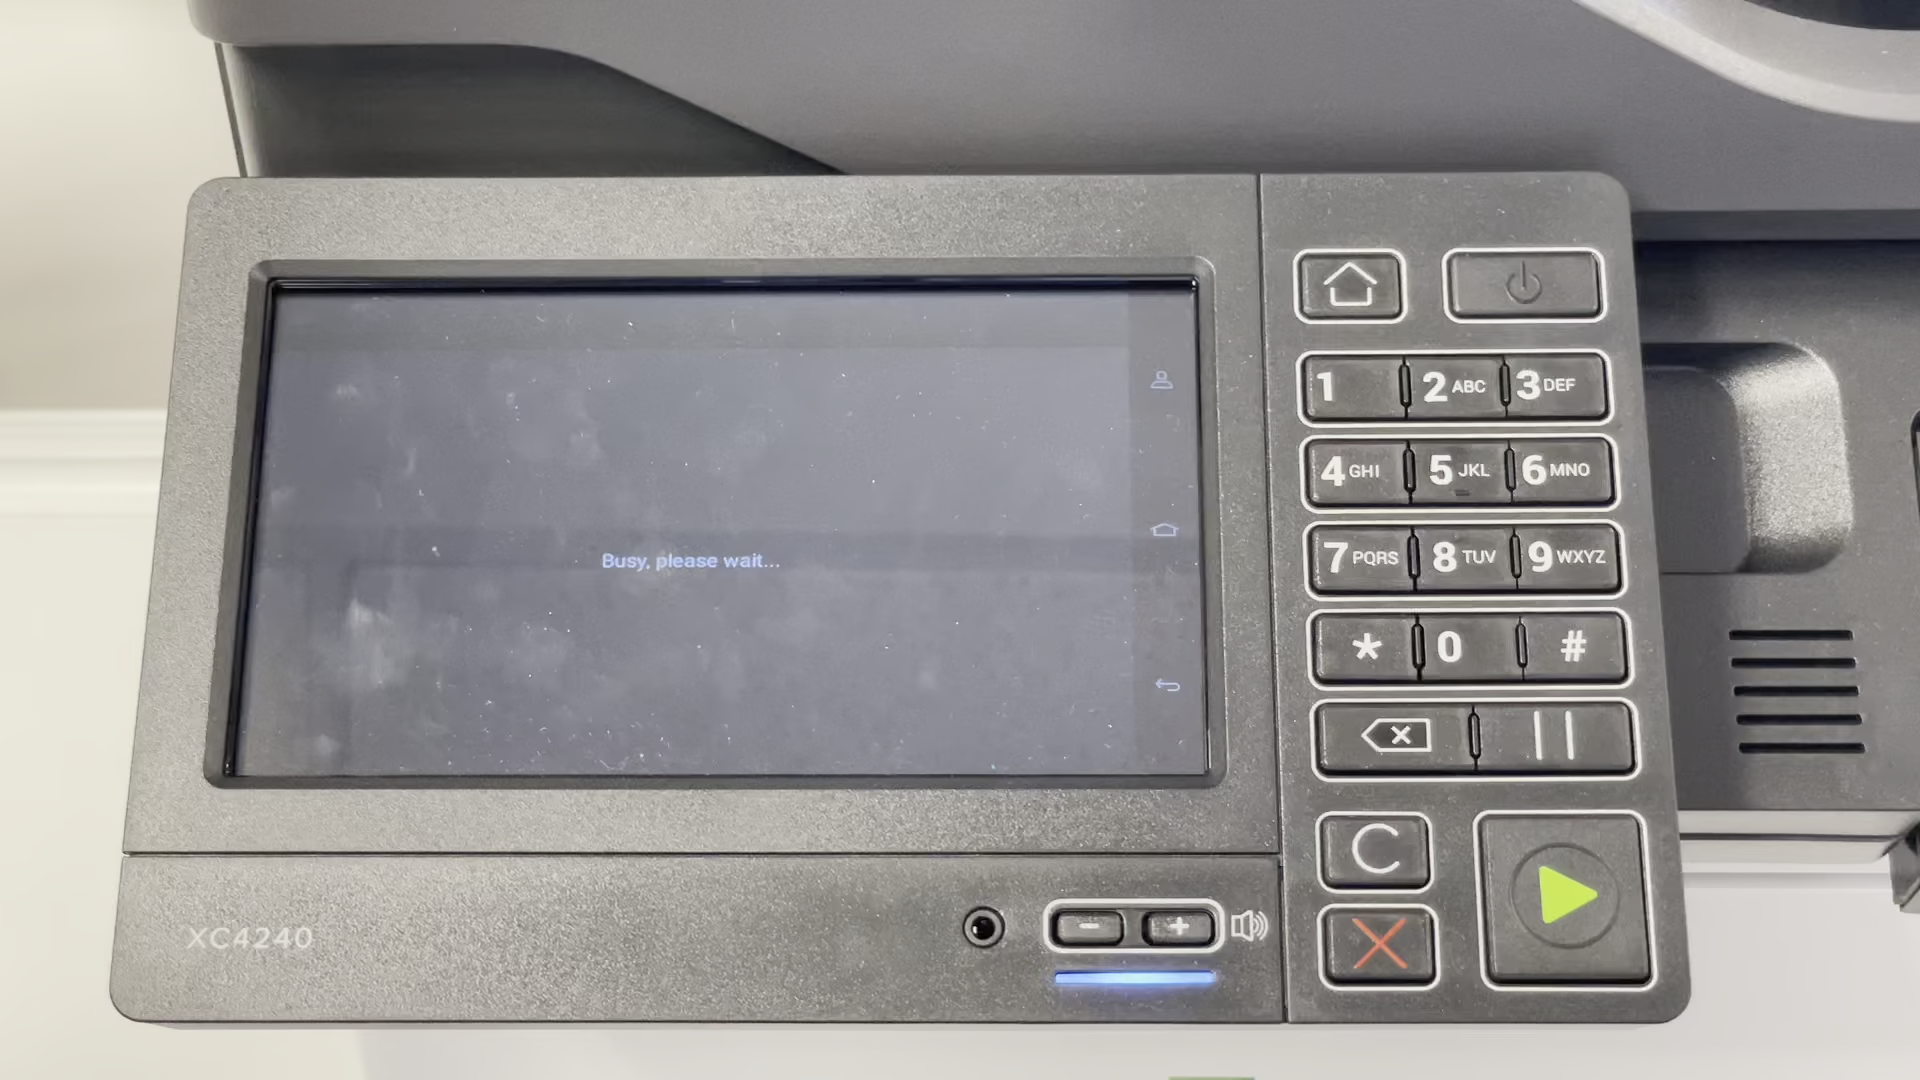 Busy, please wait...
1 2 ABC 3 DEF
4 GHI 5 JKL 6 MNO
7 PQRS 8 TUV 9 WXYZ
* 0 #
C
- +
XC4240